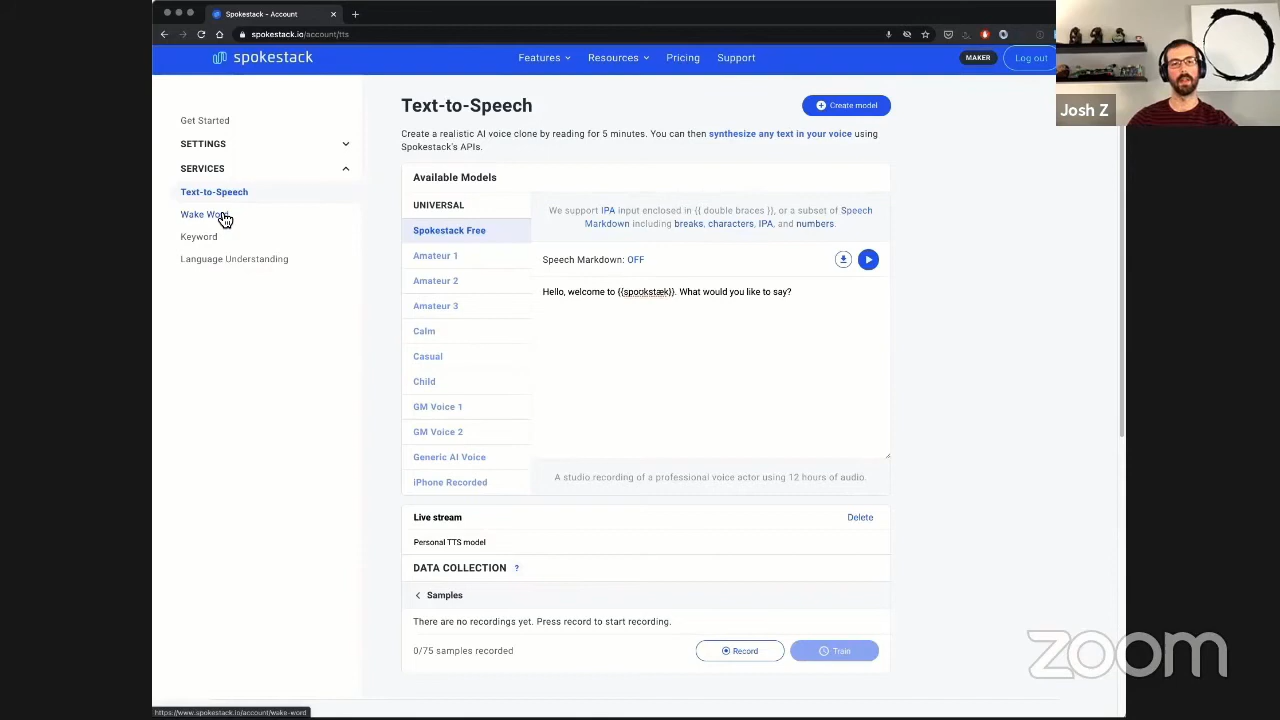 Spokestack - Account
spokestack.io/account/tts
spokestack
Features
Resources
Pricing
Support
MAKER
Log out
Josh Z
Get Started
SETTINGS
SERVICES
Text-to-Speech
Wake Word
Keyword
Language Understanding
Text-to-Speech
Create model
Create a realistic AI voice clone by reading for 5 minutes. You can then synthesize any text in your voice using
Spokestack's APIs.
Available Models
UNIVERSAL
Spokestack Free
Amateur 1
Amateur 2
Amateur 3
Calm
Casual
Child
GM Voice 1
GM Voice 2
Generic AI Voice
iPhone Recorded
We support IPA input enclosed in {{ double braces }}, or a subset of Speech
Markdown including breaks, characters, IPA, and numbers.
Speech Markdown: OFF
Hello, welcome to {{spoʊkstæk}}. What would you like to say?
A studio recording of a professional voice actor using 12 hours of audio.
Live stream
Delete
Personal TTS model
DATA COLLECTION ?
Samples
There are no recordings yet. Press record to start recording.
0/75 samples recorded
Record
Train
zoom
https://www.spokestack.io/account/wake-word